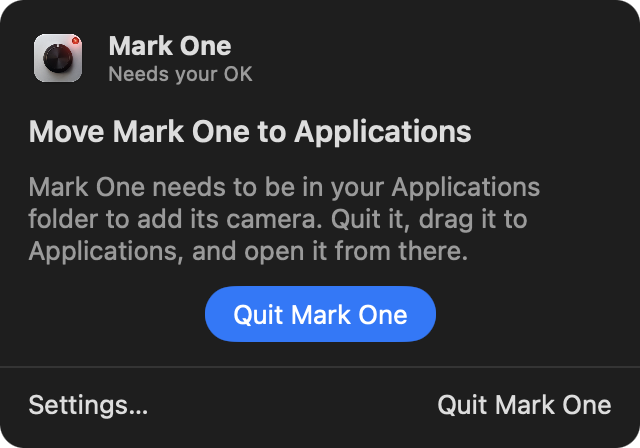 Mark One
Needs your OK
Move Mark One to Applications
Mark One needs to be in your Applications
folder to add its camera. Quit it, drag it to
Applications, and open it from there.
Quit Mark One
Settings...
Quit Mark One